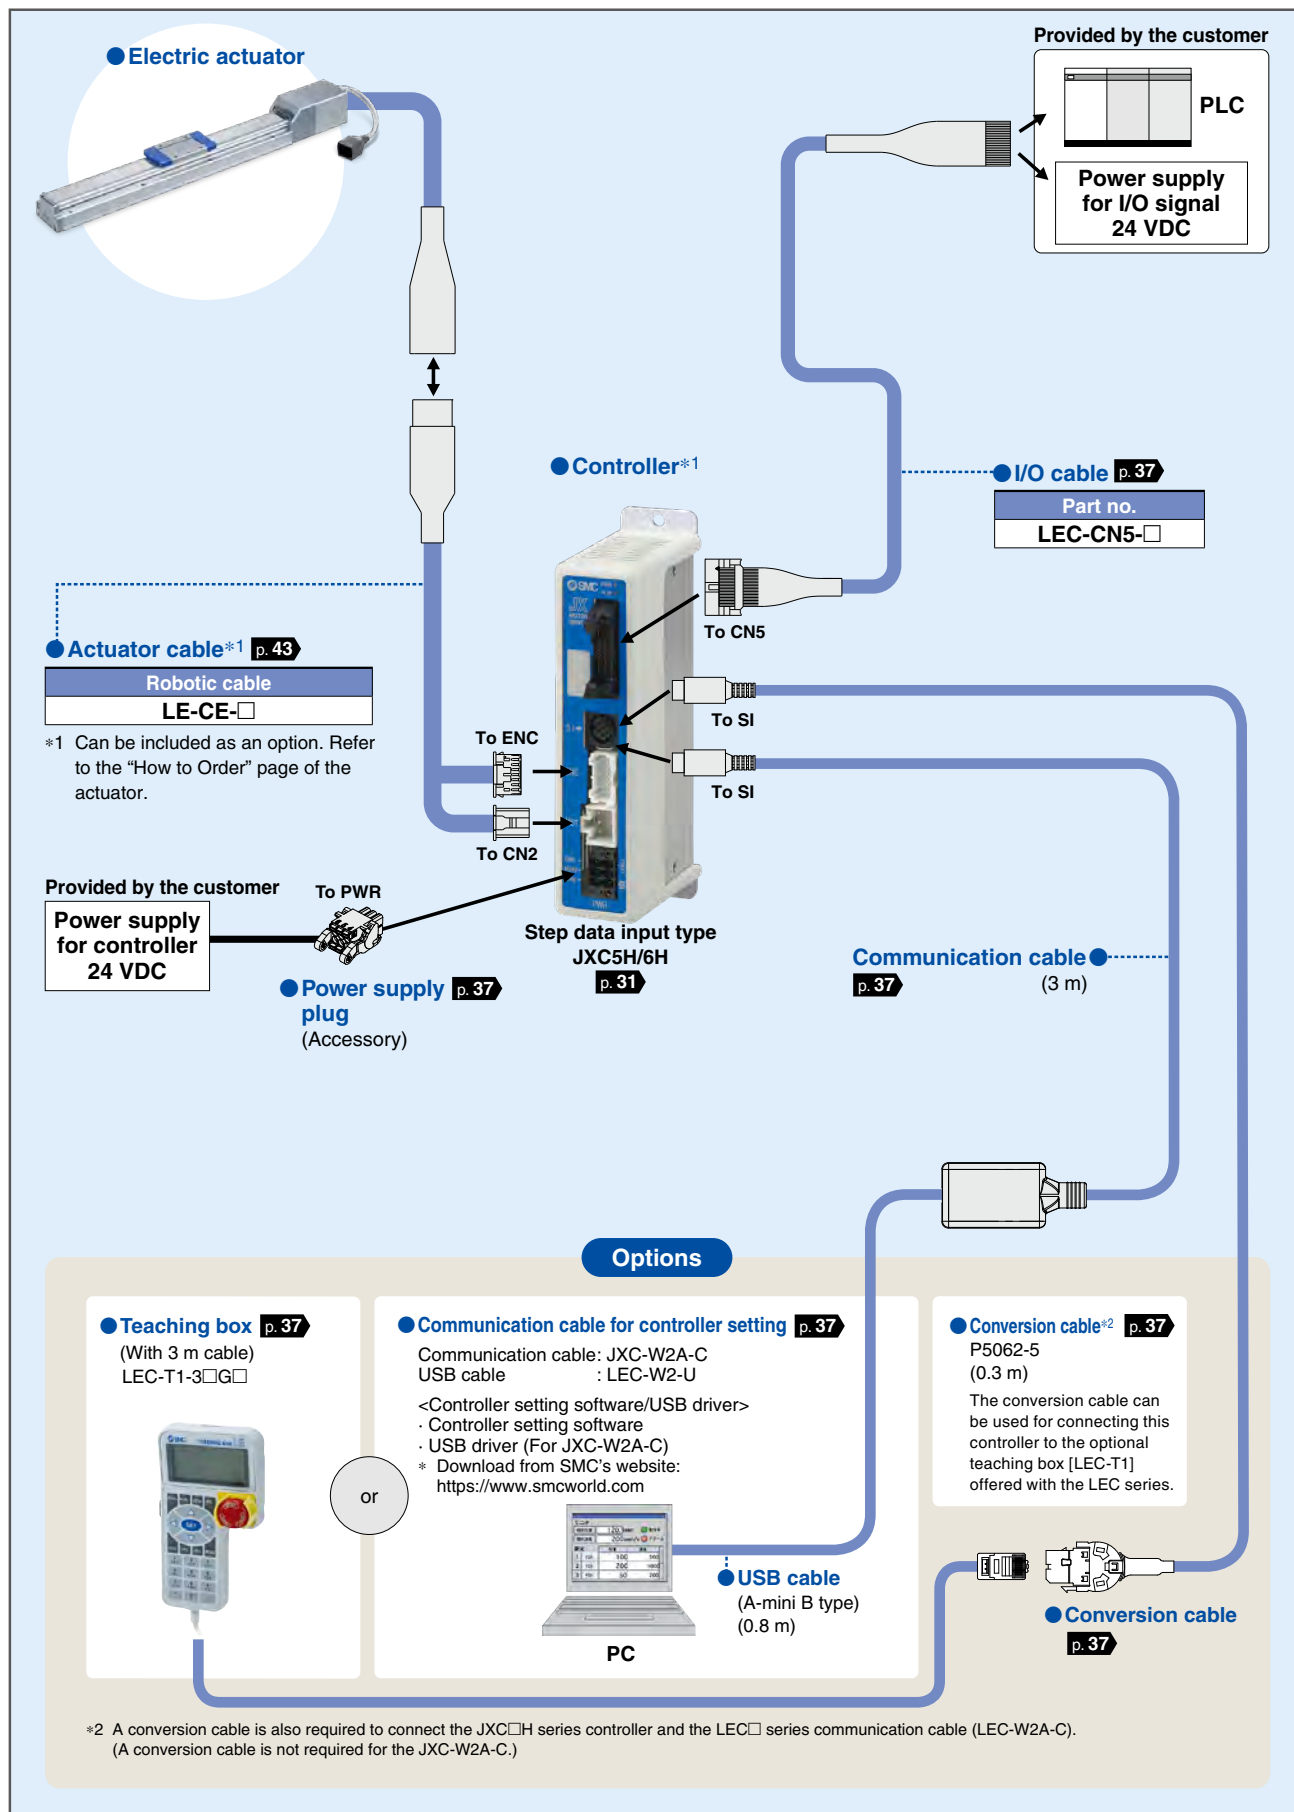 Electric actuator
Provided by the customer
PLC
Power supply
for I/O signal
24 VDC
Controller*1
I/O cable p. 37
Part no.
LEC-CN5-□
SMC
To CN5
Actuator cable*1 p. 43
Robotic cable
LE-CE-□
*1 Can be included as an option. Refer
to the “How to Order” page of the
actuator.
To SI
To ENC
To SI
To CN2
Provided by the customer
To PWR
Power supply
for controller
24 VDC
Step data input type
JXC5H/6H
p. 31
Power supply p. 37
plug
(Accessory)
Communication cable
p. 37 (3 m)
Options
Teaching box p. 37
(With 3 m cable)
LEC-T1-3□G□
or
Communication cable for controller setting p. 37
Communication cable: JXC-W2A-C
USB cable : LEC-W2-U
<Controller setting software/USB driver>
· Controller setting software
· USB driver (For JXC-W2A-C)
* Download from SMC’s website:
https://www.smcworld.com
USB cable
(A-mini B type)
(0.8 m)
PC
Conversion cable*2 p. 37
P5062-5
(0.3 m)
The conversion cable can
be used for connecting this
controller to the optional
teaching box [LEC-T1]
offered with the LEC series.
Conversion cable
p. 37
*2 A conversion cable is also required to connect the JXC□H series controller and the LEC□ series communication cable (LEC-W2A-C).
(A conversion cable is not required for the JXC-W2A-C.)